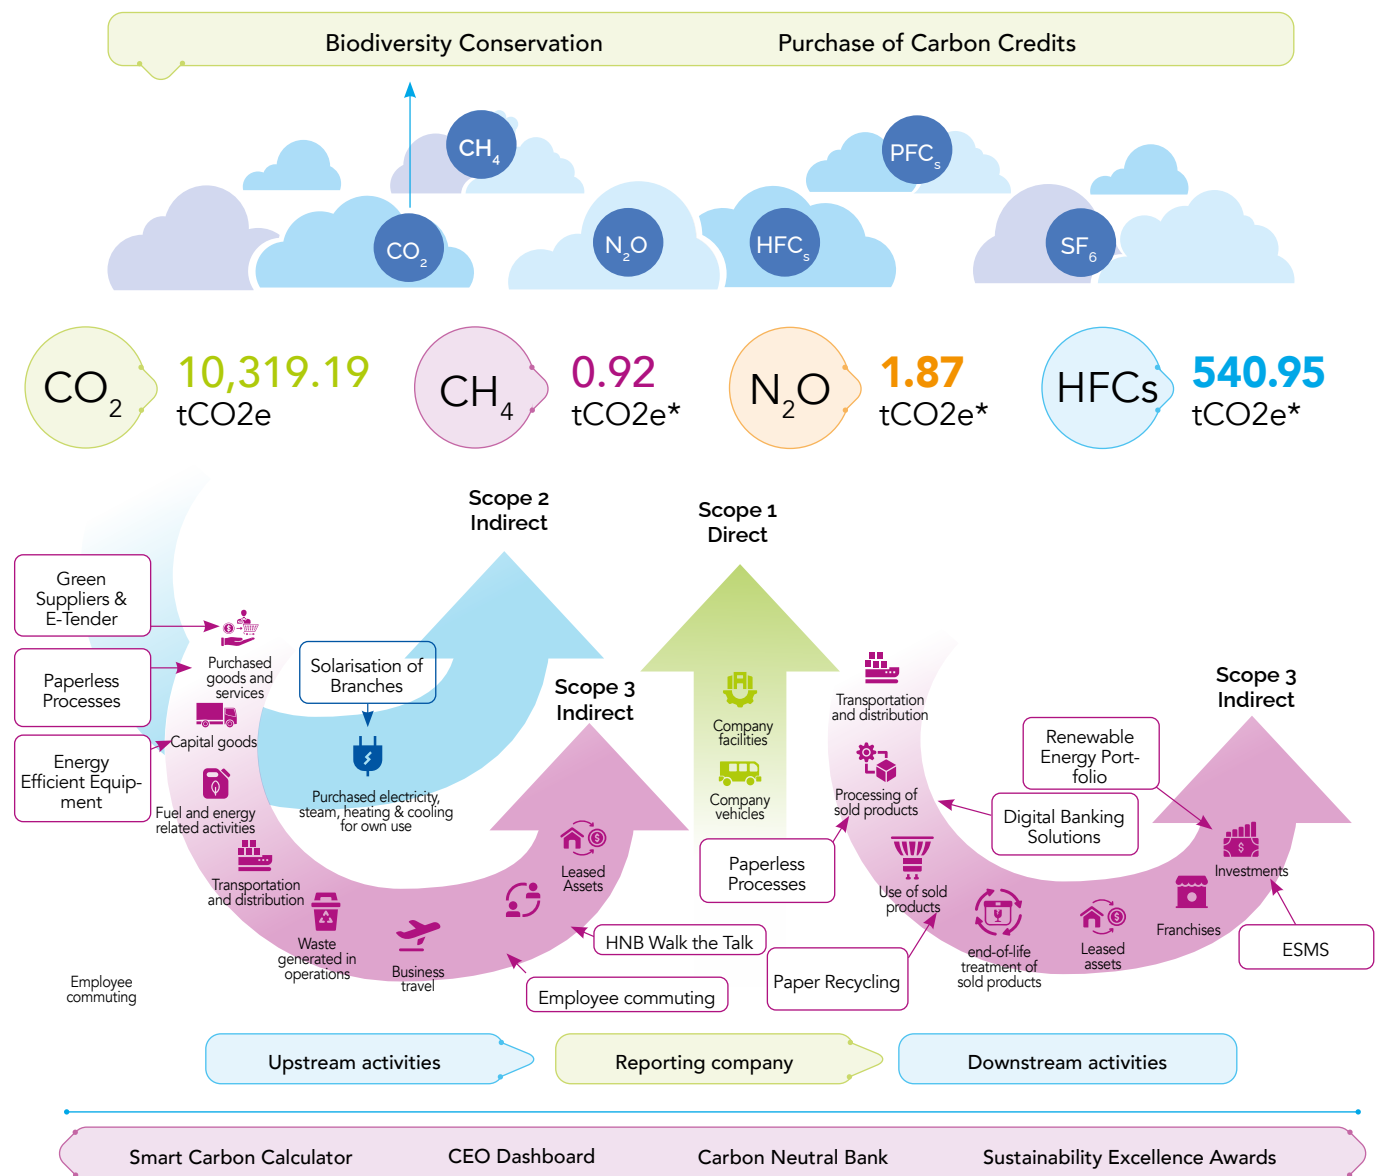 Biodiversity Conservation
Purchase of Carbon Credits
CH4
PFCs
CO2
N2O
HFCs
SF6
CO2
10,319.19
tCO2e
CH4
0.92
tCO2e*
N2O
1.87
tCO2e*
HFCs
540.95
tCO2e*
Scope 2
Indirect
Scope 1
Direct
Green
Suppliers &
E-Tender
Paperless
Processes
Energy
Efficient Equip-
ment
Purchased
goods and
services
Capital goods
Fuel and energy
related activities
Transportation
and distribution
Waste
generated in
operations
Business
travel
Employee
commuting
Solarisation of
Branches
Purchased electricity,
steam, heating & cooling
for own use
Scope 3
Indirect
Leased
Assets
HNB Walk the Talk
Employee commuting
Company
facilities
Company
vehicles
Paperless
Processes
Paper Recycling
Transportation
and distribution
Processing of
sold products
Use of sold
products
end-of-life
treatment of
sold products
Leased
assets
Franchises
Investments
Renewable
Energy Port-
folio
Digital Banking
Solutions
Scope 3
Indirect
ESMS
Upstream activities
Reporting company
Downstream activities
Smart Carbon Calculator
CEO Dashboard
Carbon Neutral Bank
Sustainability Excellence Awards